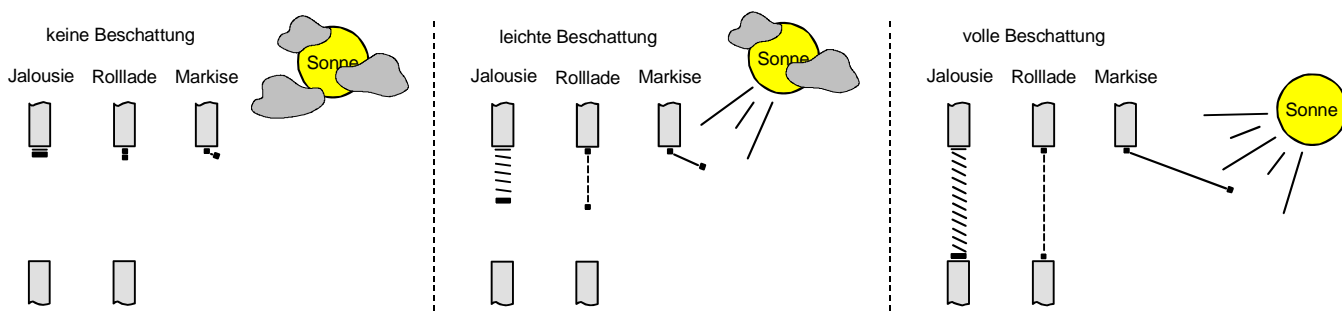 keine Beschattung
Jalousie Rolllade Markise
Sonne
leichte Beschattung
Jalousie Rolllade Markise
Sonne
volle Beschattung
Jalousie Rolllade Markise
Sonne